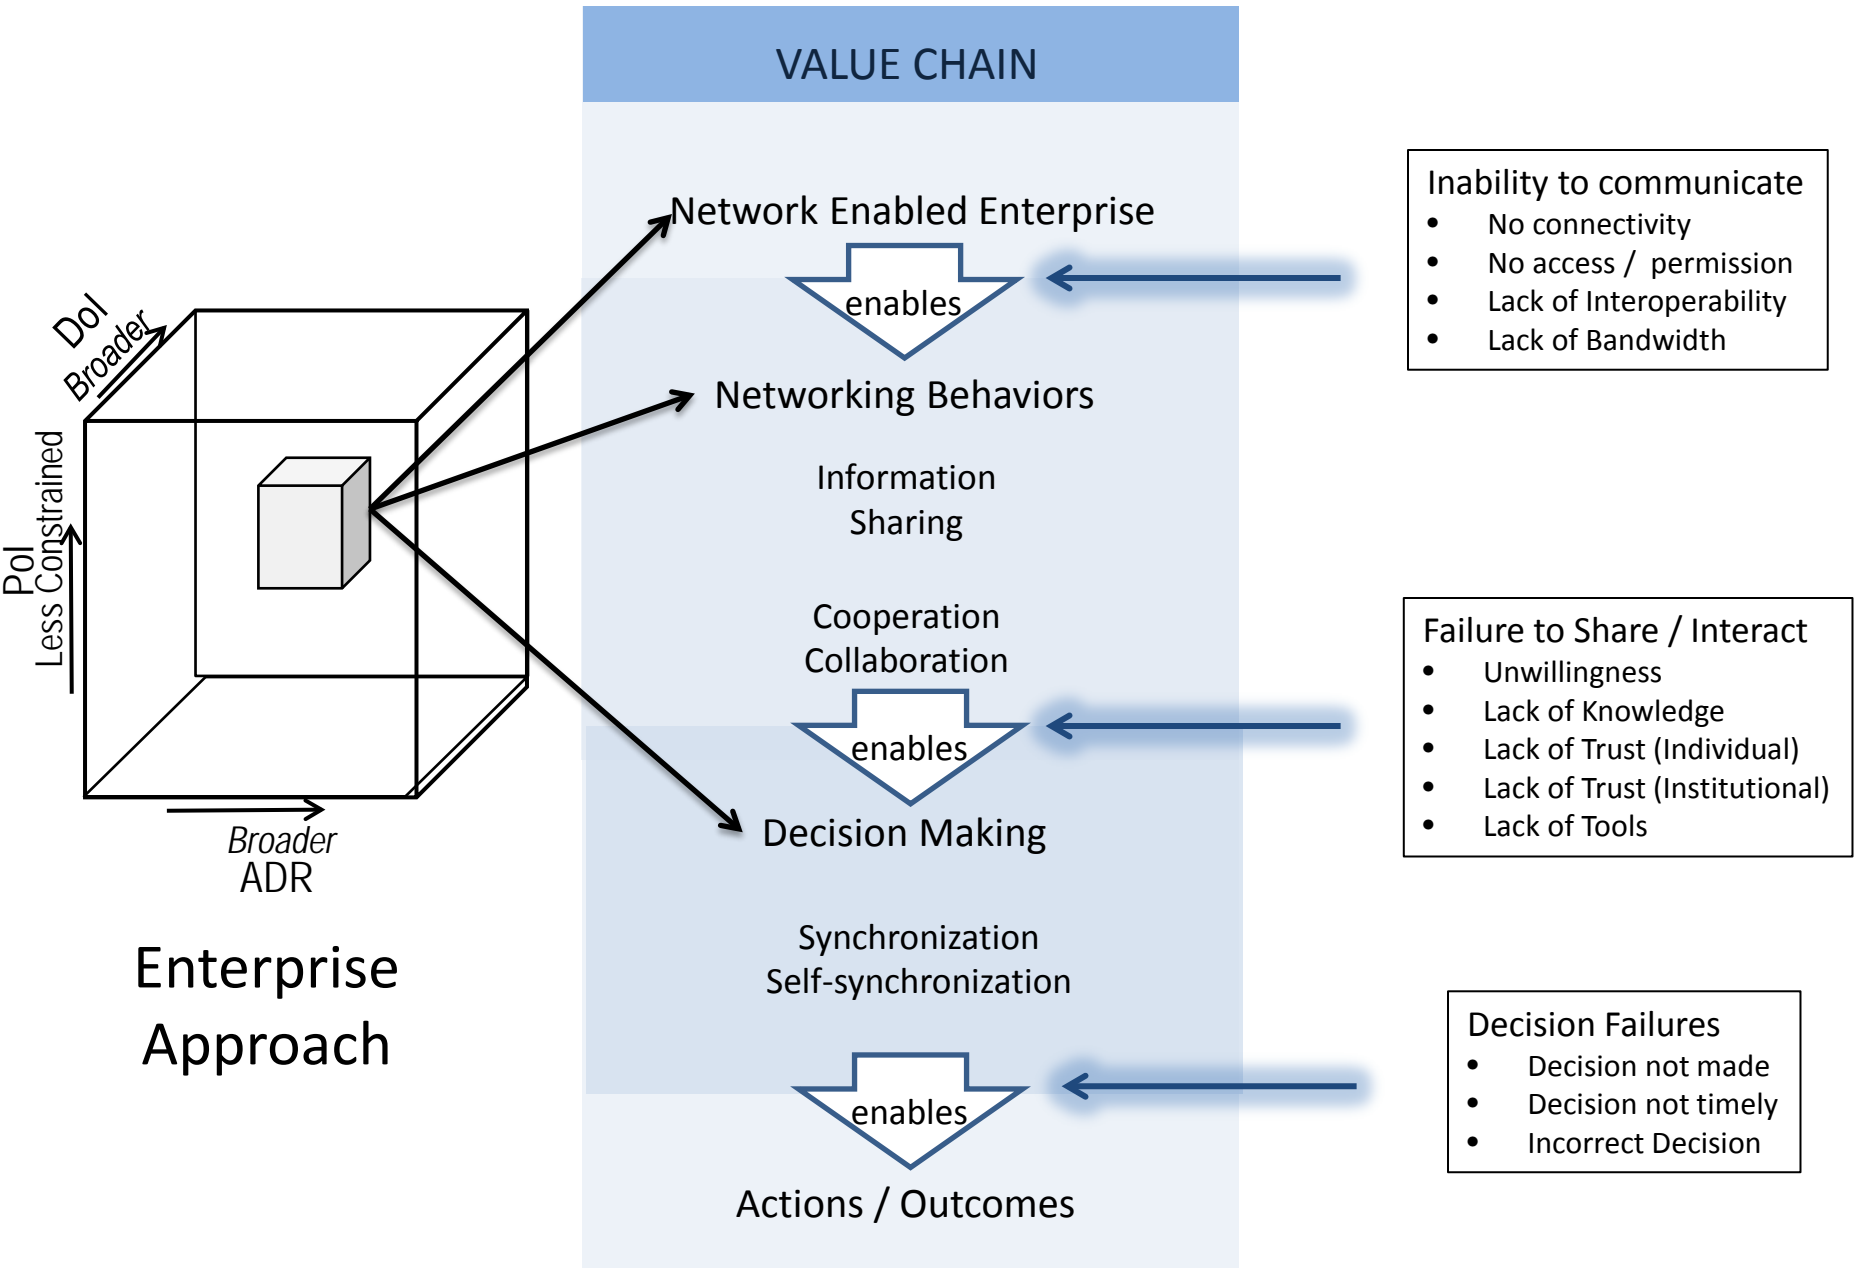 VALUE CHAIN
Network Enabled Enterprise
enables
Networking Behaviors
Information
Sharing
Cooperation
Collaboration
enables
Decision Making
Synchronization
Self-synchronization
enables
Actions / Outcomes
DoI
Broader
PoI
Less Constrained
Broader
ADR
Enterprise
Approach
Inability to communicate
• No connectivity
• No access / permission
• Lack of Interoperability
• Lack of Bandwidth
Failure to Share / Interact
• Unwillingness
• Lack of Knowledge
• Lack of Trust (Individual)
• Lack of Trust (Institutional)
• Lack of Tools
Decision Failures
• Decision not made
• Decision not timely
• Incorrect Decision